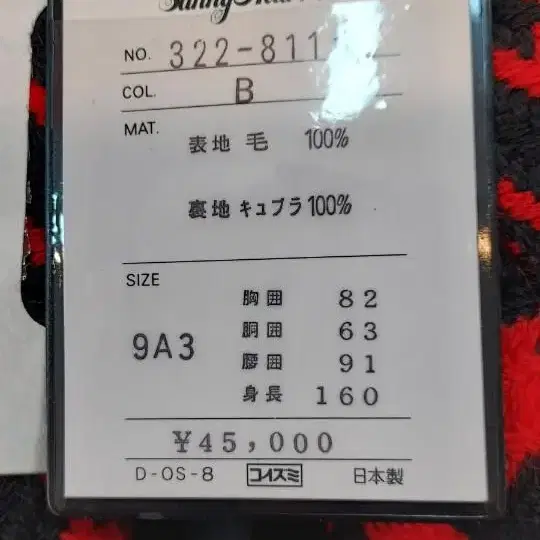 NO. 322-811
COL. B
MAT.
表地 毛 100%
裏地 キュプラ 100%
SIZE
9A3
胸囲 82
胴囲 63
腰囲 91
身長 160
¥45,000
D-OS-8 コイスミ 日本製